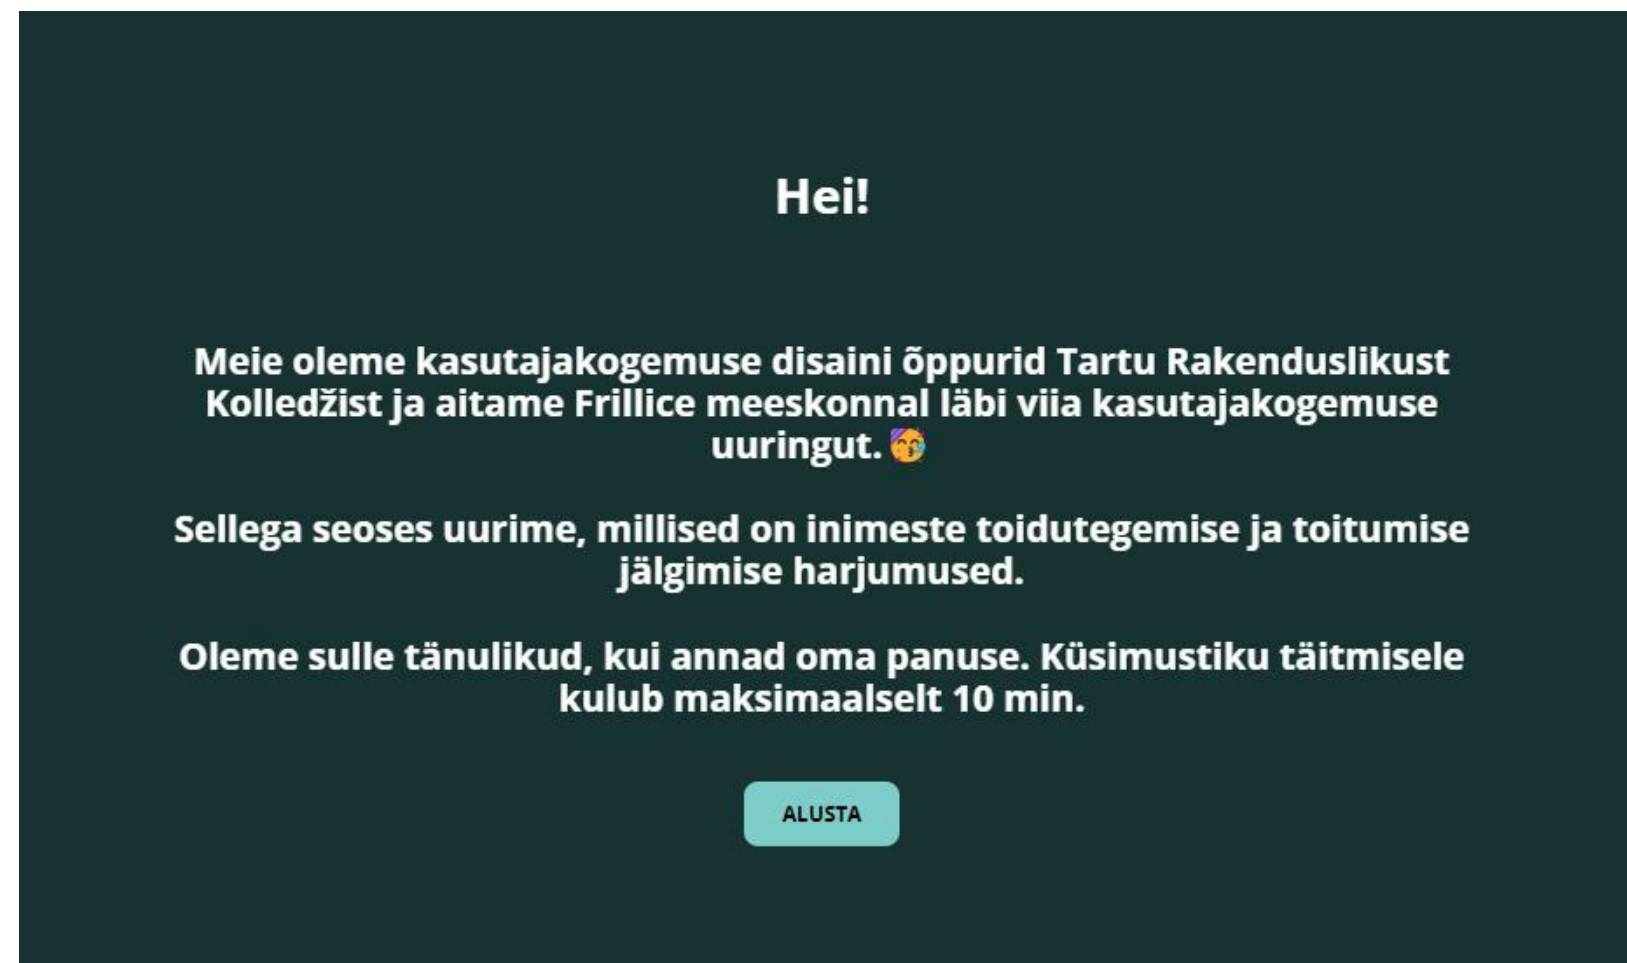 Hei!
Meie oleme kasutajakogemuse disaini õppurid Tartu Rakenduslikust
Kolledžist ja aitame Frillice meeskonnal läbi viia kasutajakogemuse
uuringut. 🥳
Sellega seoses uurime, millised on inimeste toidutegemise ja toitumise
jälgimise harjumused.
Oleme sulle tänulikud, kui annad oma panuse. Küsimustiku täitmisele
kulub maksimaalselt 10 min.
ALUSTA